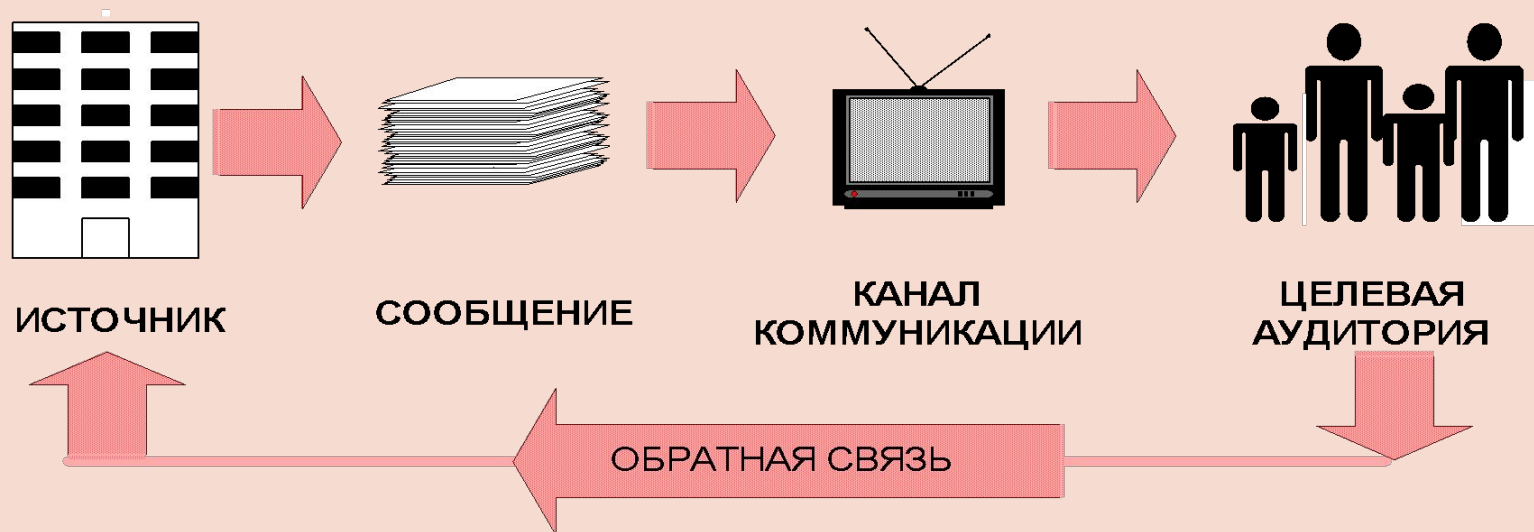 ИСТОЧНИК
СООБЩЕНИЕ
КАНАЛ
КОММУНИКАЦИИ
ЦЕЛЕВАЯ
АУДИТОРИЯ
ОБРАТНАЯ СВЯЗЬ